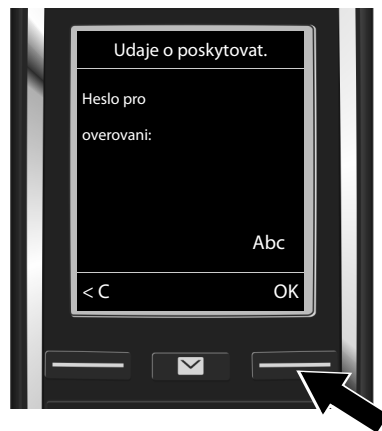 Udaje o poskytovat.
Heslo pro
overovani:
Abc
< C OK